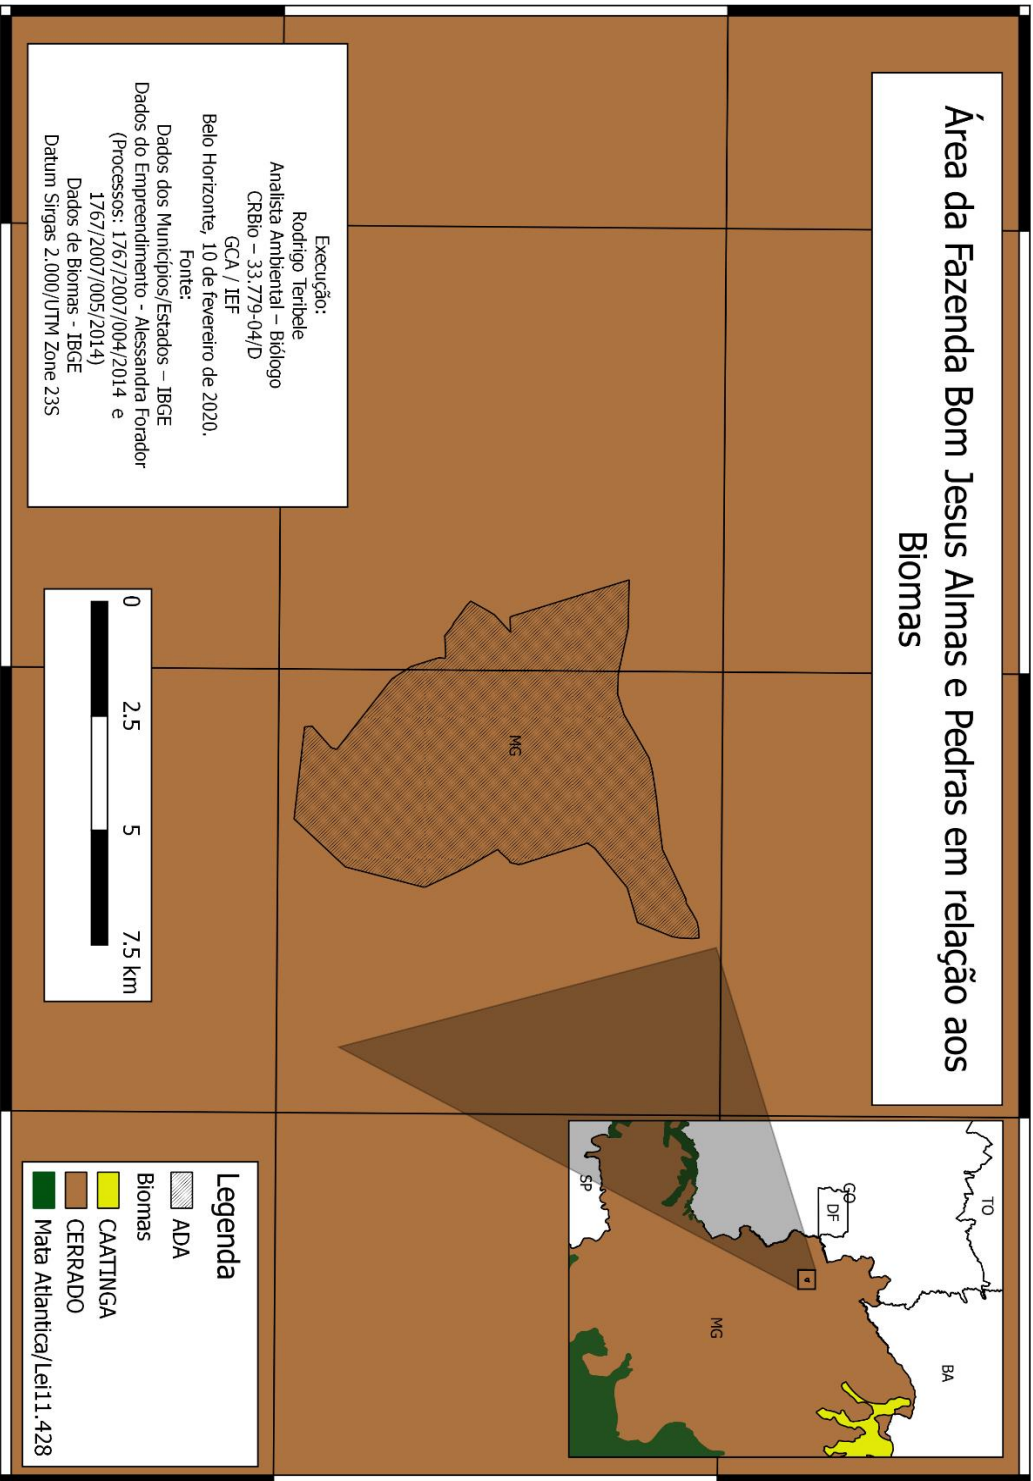 Área da Fazenda Bom Jesus Almas e Pedras em relação aos
Biomas
TO
BA
GO
DF
MG
SP
MG
Execução:
Rodrigo Teribele
Analista Ambiental – Biólogo
CRBio – 33.779-04/D
GCA / IEF
Belo Horizonte, 10 de fevereiro de 2020.
Fonte:
Dados dos Municípios/Estados – IBGE
Dados do Empreendimento - Alessandra Forador
(Processos: 1767/2007/004/2014 e
1767/2007/005/2014)
Dados de Biomas - IBGE
Datum Sirgas 2.000/UTM Zone 23S
0 2.5 5 7.5 km
Legenda
ADA
Biomas
CAATINGA
CERRADO
Mata Atlantica/Lei11.428